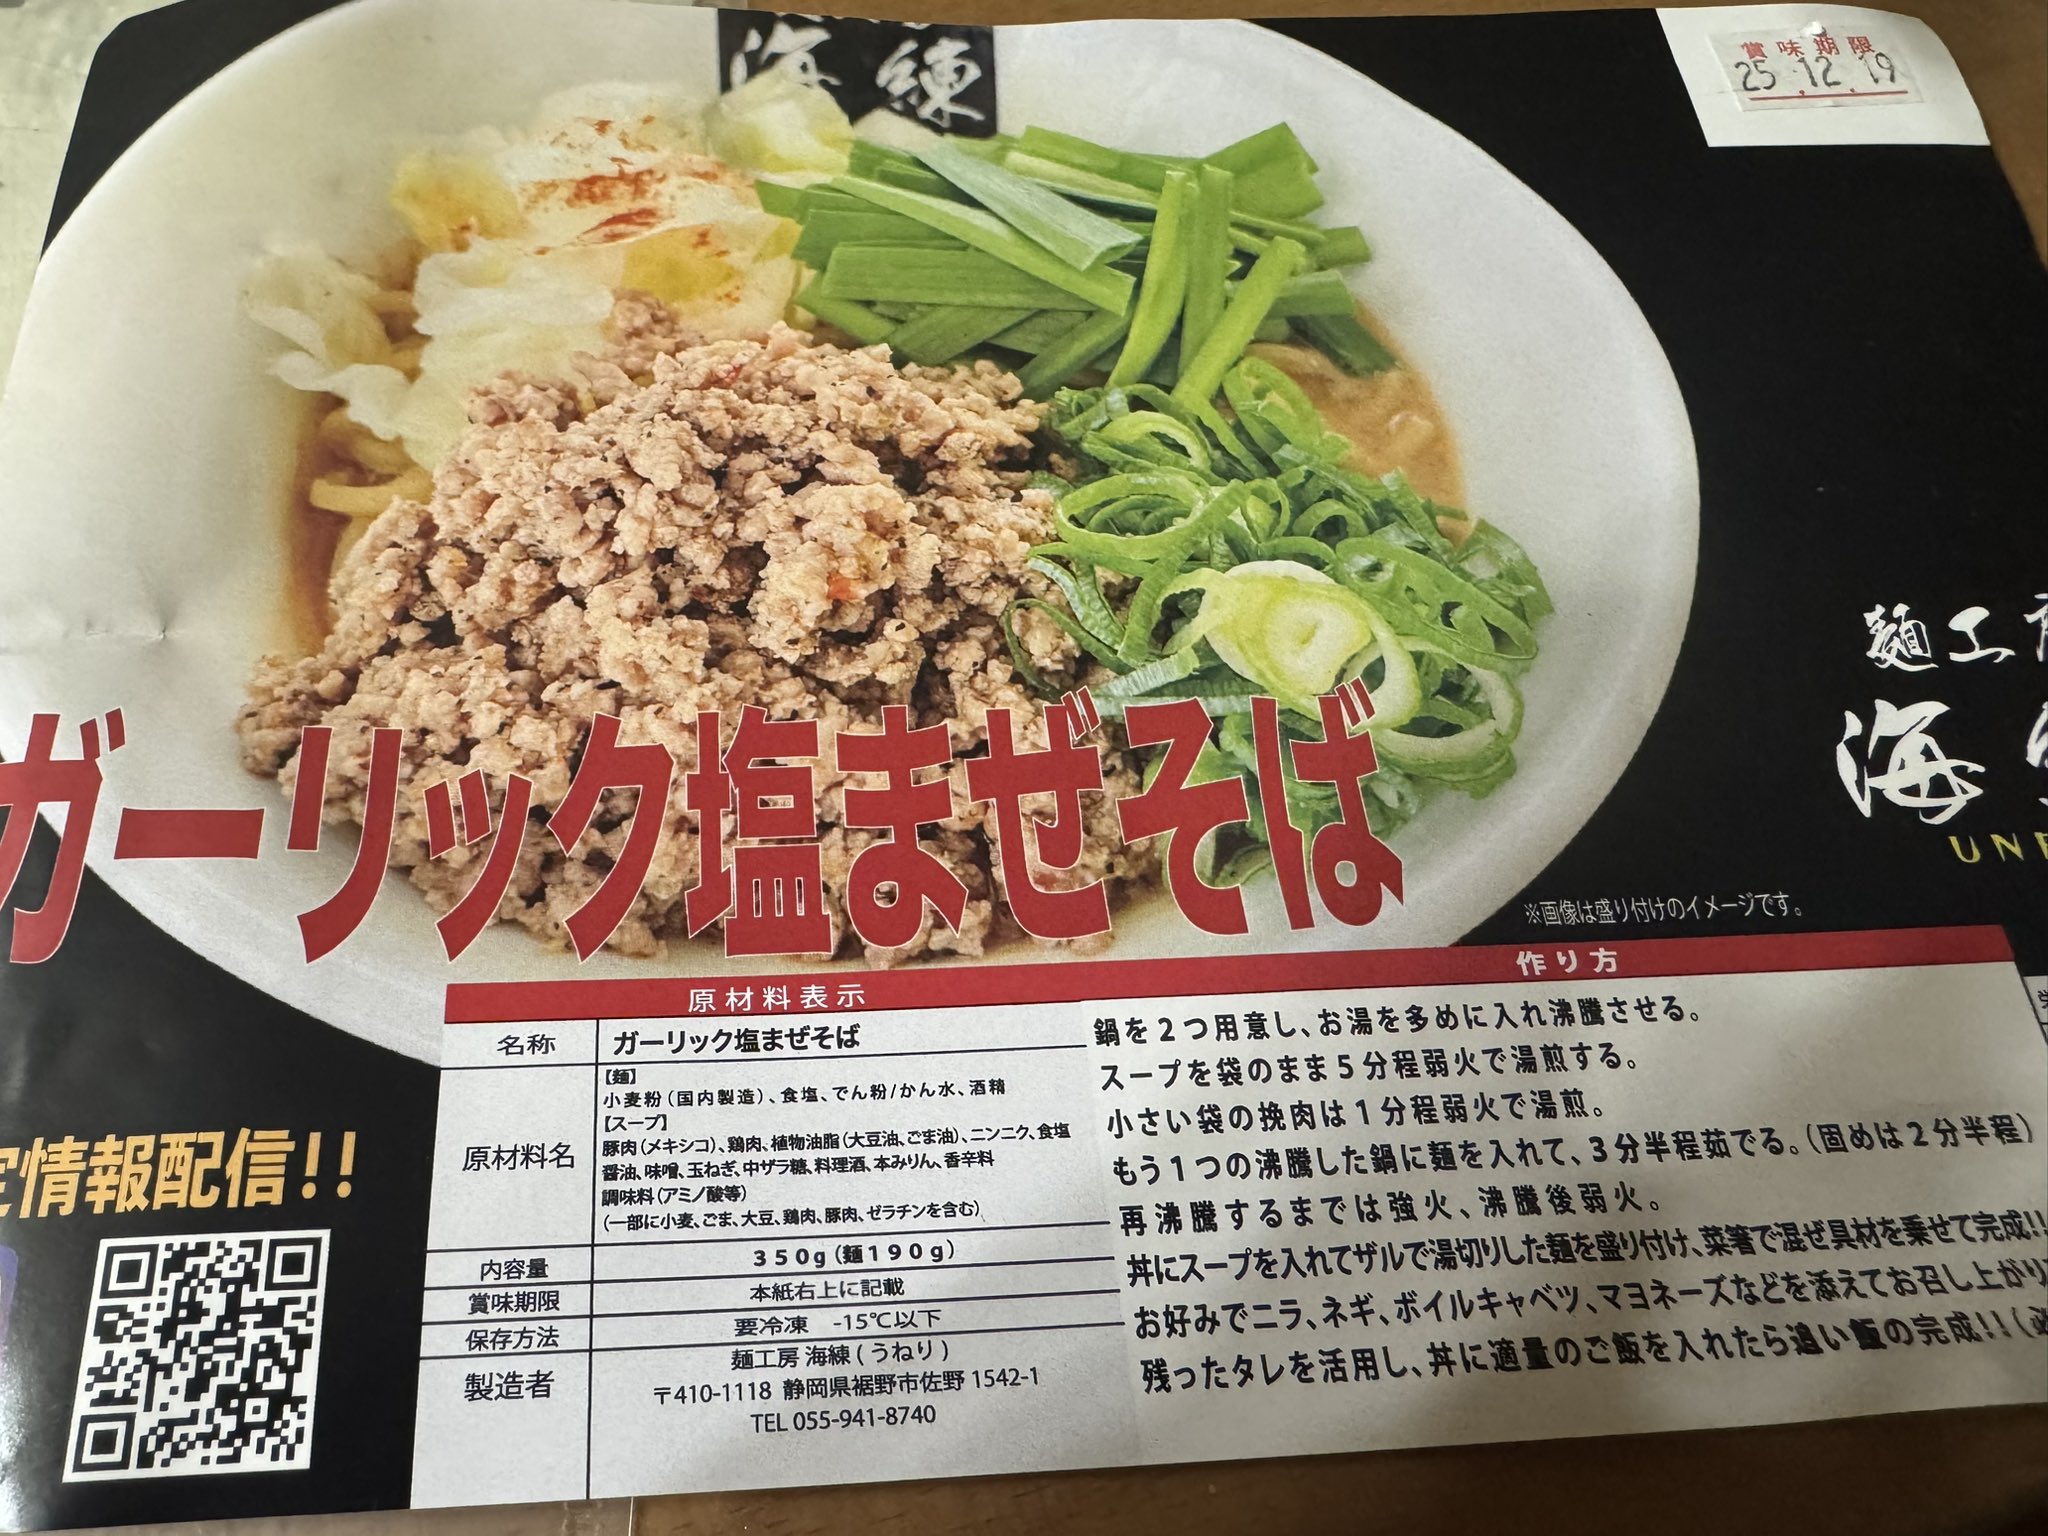 海練
賞味期限
25.12.19
麺工
海
UN
ガーリック塩まぜそば
※画像は盛り付けのイメージです。
情報配信!!
原材料表示
名称
ガーリック塩まぜそば
原材料名
【麺】
小麦粉(国内製造)、食塩、でん粉/かん水、酒精
【スープ】
豚肉(メキシコ)、鶏肉、植物油脂(大豆油、ごま油)、ニンニク、食塩
醤油、味噌、玉ねぎ、中ザラ糖、料理酒、本みりん、香辛料
調味料(アミノ酸等)
(一部に小麦、ごま、大豆、鶏肉、豚肉、ゼラチンを含む)
内容量
350g(麺190g)
賞味期限
本紙右上に記載
保存方法
要冷凍 -15℃以下
製造者
麺工房 海練(うねり)
〒410-1118 静岡県裾野市佐野1542-1
TEL 055-941-8740
作り方
鍋を2つ用意し、お湯を多めに入れ沸騰させる。
スープを袋のまま5分程弱火で湯煎する。
小さい袋の挽肉は1分程弱火で湯煎。
もう1つの沸騰した鍋に麺を入れて、3分半程茹でる。(固めは2分半程)
再沸騰するまでは強火、沸騰後弱火。
丼にスープを入れてザルで湯切りした麺を盛り付け、菜箸で混ぜ具材を乗せて完成!!
お好みでニラ、ネギ、ボイルキャベツ、マヨネーズなどを添えてお召し上がり
残ったタレを活用し、丼に適量のご飯を入れたら追い飯の完成!!(